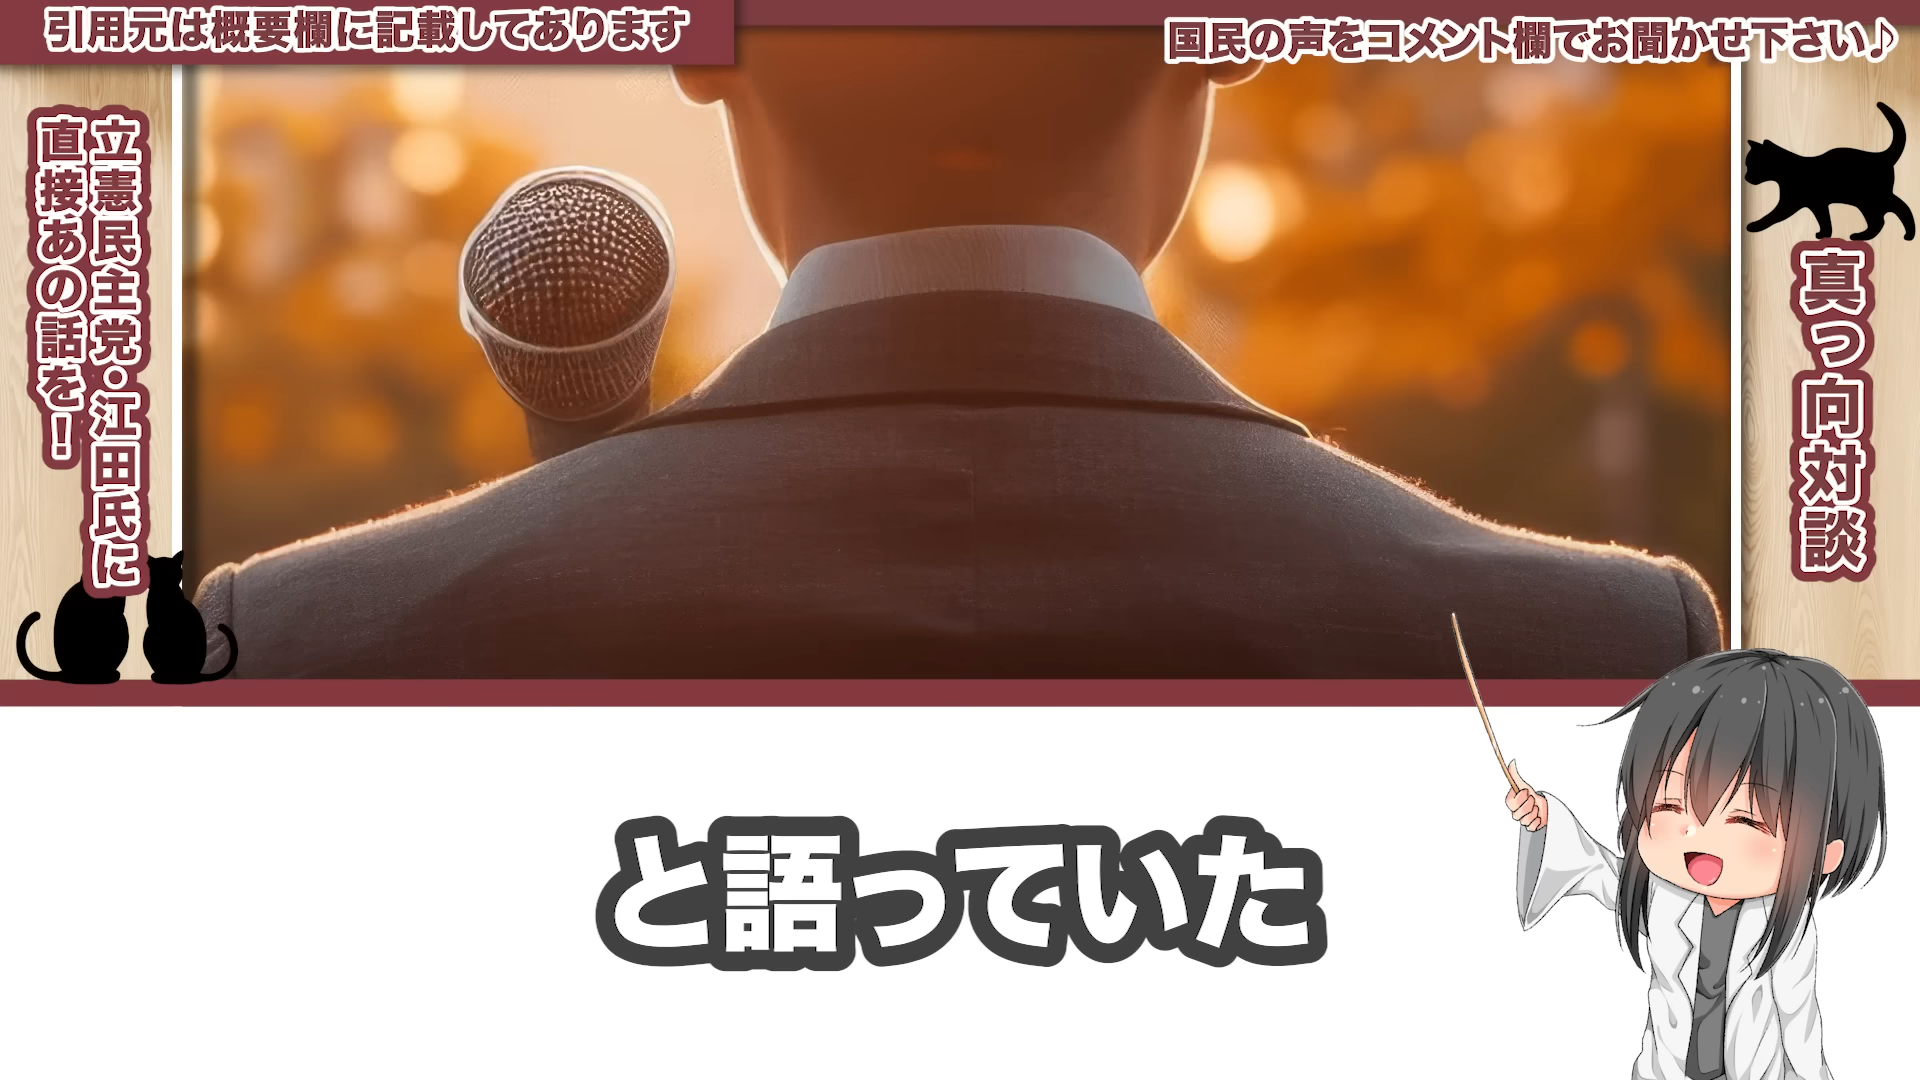 引用元は概要欄に記載してあります
国民の声をコメント欄でお聞かせ下さい♪
立憲民主党・江田氏に
直接あの話を！
真っ向対談
と語っていた